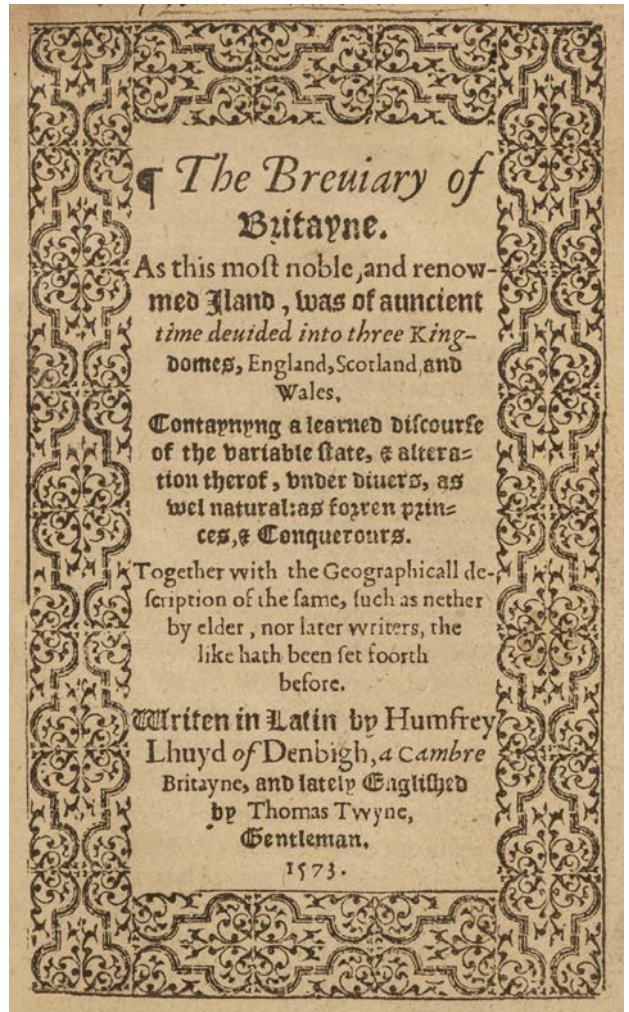 ¶ The Breuiary of
Britayne.
As this moſt noble, and renow-
med Iland, was of auncient
time deuided into three King-
domes, England, Scotland, and
Wales.
Contaynyng a learned diſcourſe
of the variable ſtate, & altera-
tion therof, vnder diuers, as
wel natural: as forren prin-
ces, & Conquerours.
Together with the Geographicall de-
ſcription of the ſame, ſuch as nether
by elder, nor later writers, the
like hath been ſet foorth
before.
Writen in Latin by Humfrey
Lhuyd of Denbigh, a Cambre
Britayne, and lately Engliſhed
by Thomas Twyne,
Gentleman.
1573.